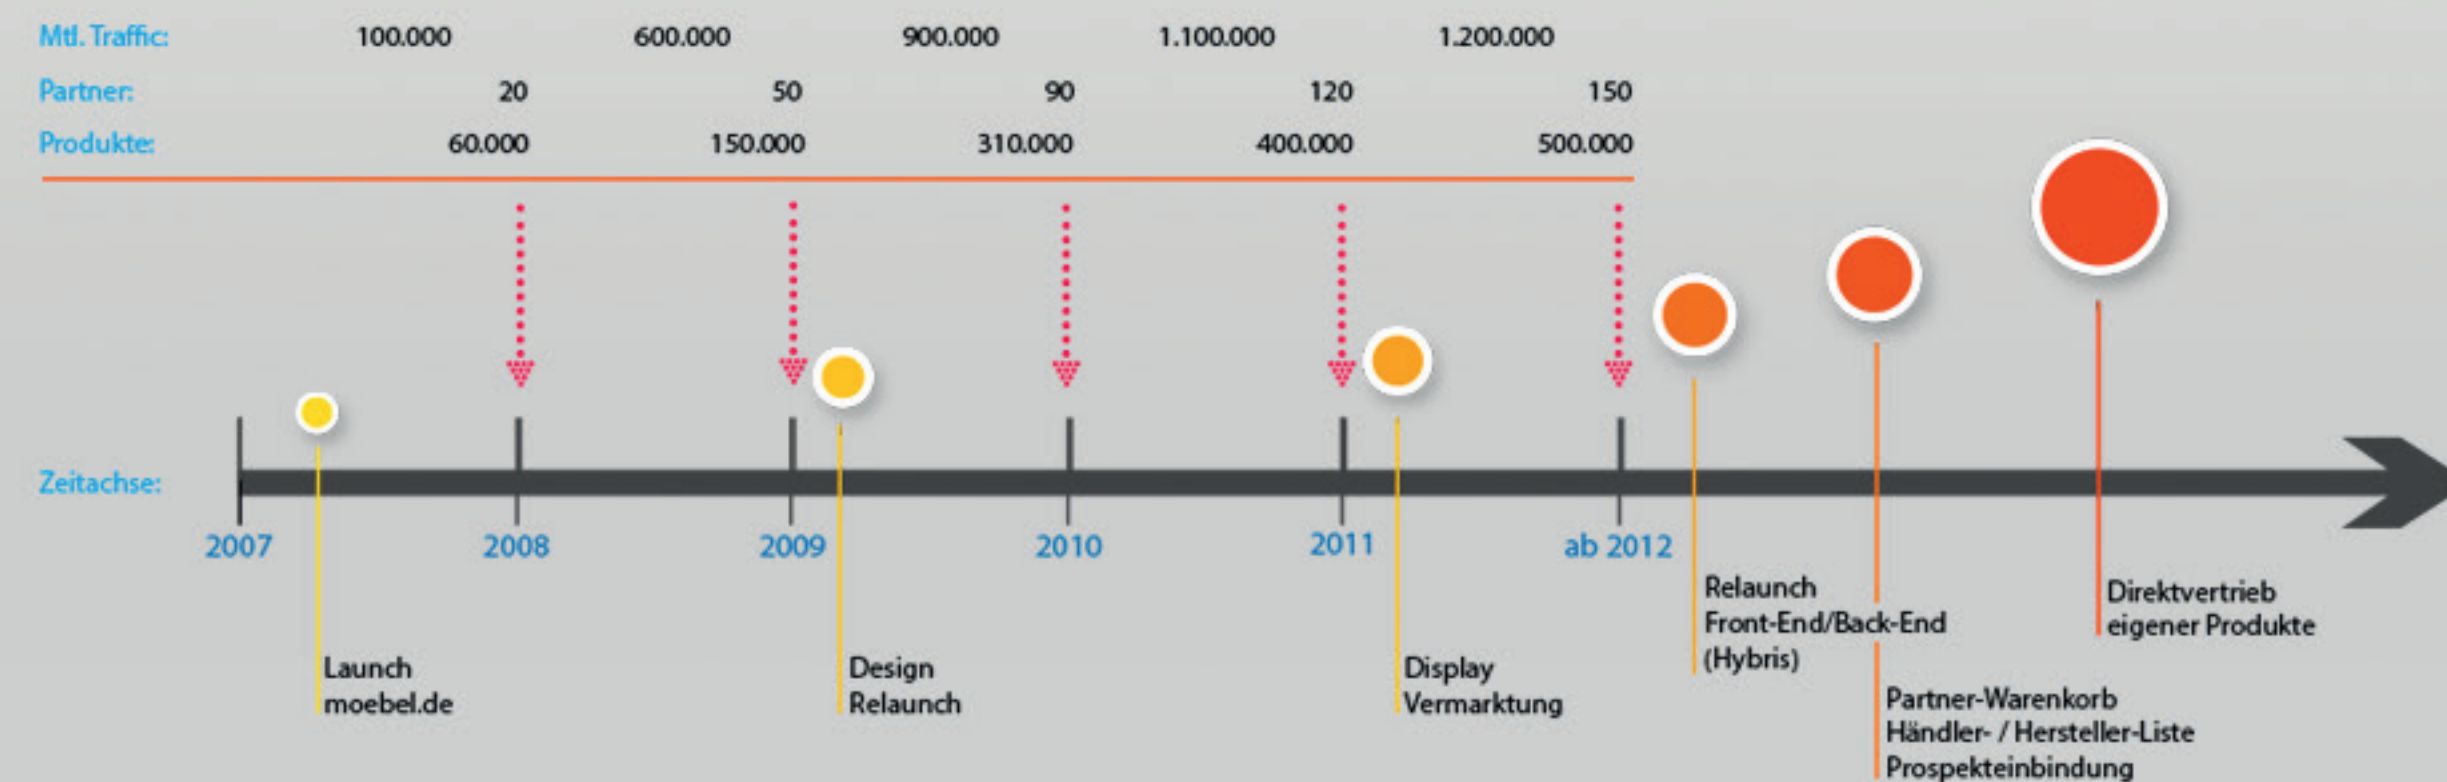 Mtl. Traffic: 100.000 600.000 900.000 1.100.000 1.200.000
Partner: 20 50 90 120 150
Produkte: 60.000 150.000 310.000 400.000 500.000
Zeitachse:
2007 2008 2009 2010 2011 ab 2012
Launch
moebel.de
Design
Relaunch
Display
Vermarktung
Relaunch
Front-End/Back-End
(Hybris)
Partner-Warenkorb
Händler- / Hersteller-Liste
Prospekteinbindung
Direktvertrieb
eigener Produkte